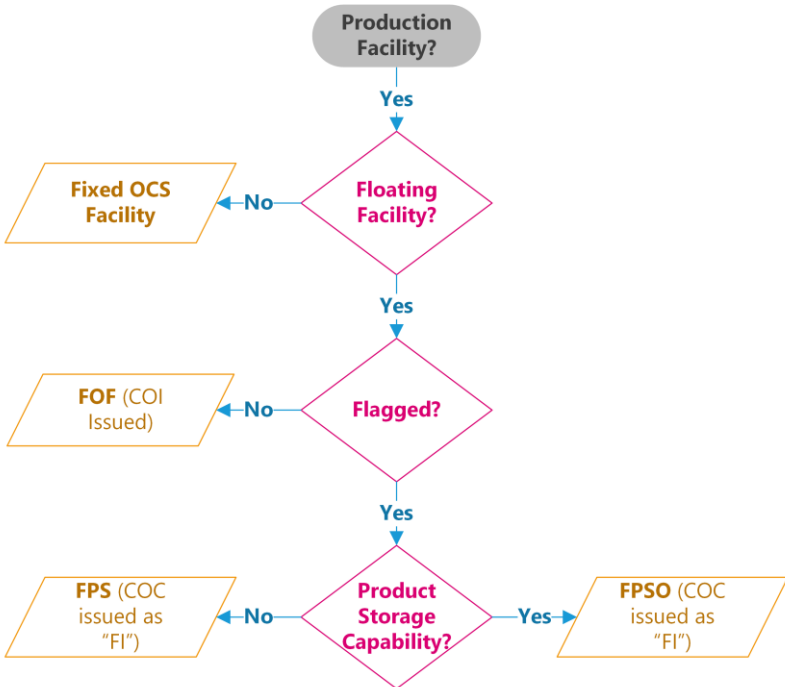 Production
Facility?
Yes
Fixed OCS
Facility
No
Floating
Facility?
Yes
FOF (COI
Issued)
No
Flagged?
Yes
FPS (COC
issued as
“FI”)
No
Product
Storage
Capability?
Yes
FPSO (COC
issued as
“FI”)